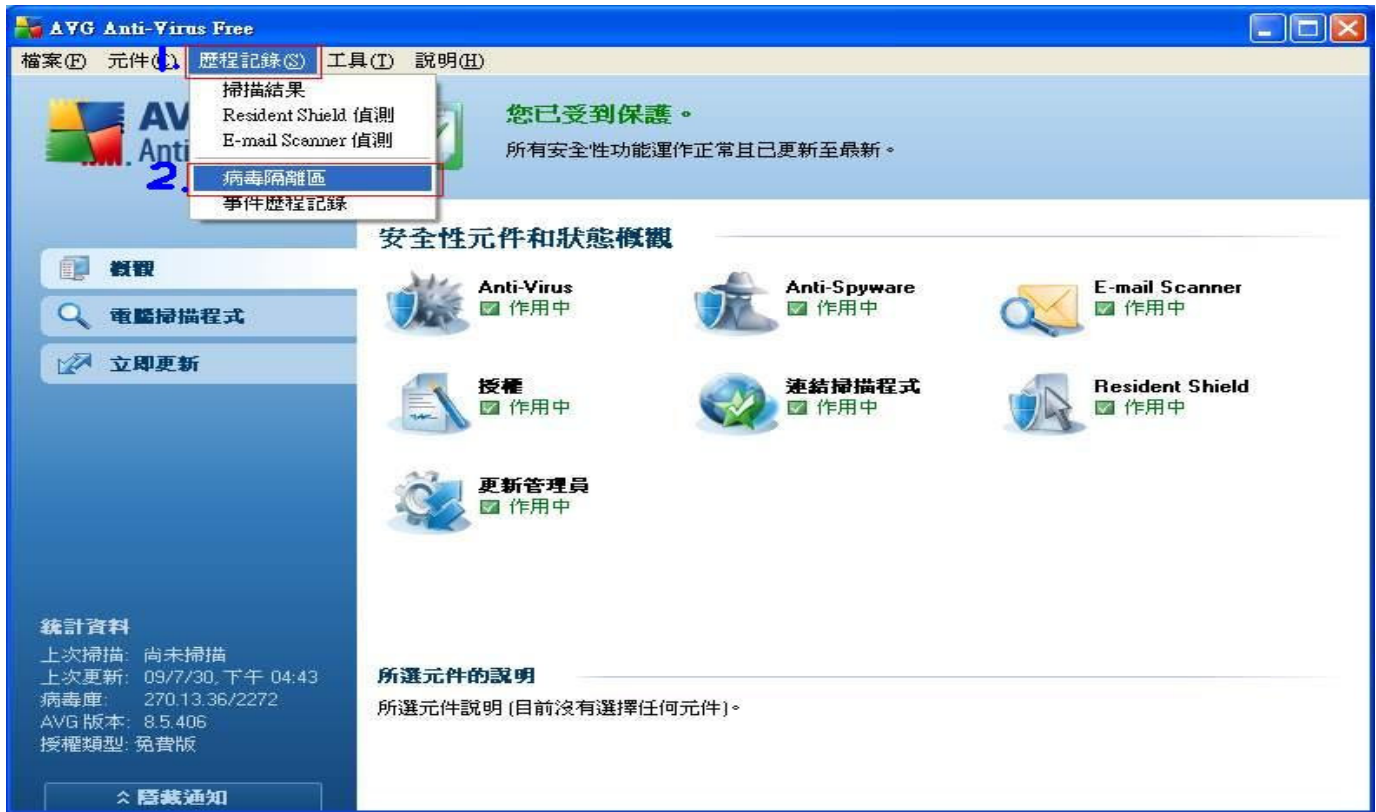 AVG Anti-Virus Free
檔案(F) 元件(C) 1. 歷程記錄(S) 工具(T) 說明(H)
掃描結果
Resident Shield 偵測
E-mail Scanner 偵測
2. 病毒隔離區
事件歷程記錄
AV
Anti
您已受到保護。
所有安全性功能運作正常且已更新至最新。
概觀
電腦掃描程式
立即更新
安全性元件和狀態概觀
Anti-Virus
作用中
Anti-Spyware
作用中
E-mail Scanner
作用中
授權
作用中
連結掃描程式
作用中
Resident Shield
作用中
更新管理員
作用中
統計資料
上次掃描: 尚未掃描
上次更新: 09/7/30, 下午 04:43
病毒庫: 270.13.36/2272
AVG 版本: 8.5.406
授權類型: 免費版
隱藏通知
所選元件的說明
所選元件說明 (目前沒有選擇任何元件)。